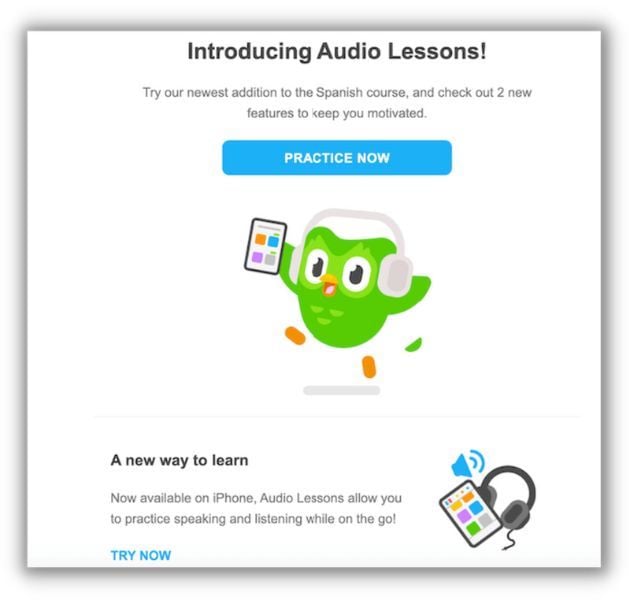 Introducing Audio Lessons!
Try our newest addition to the Spanish course, and check out 2 new
features to keep you motivated.
PRACTICE NOW
A new way to learn
Now available on iPhone, Audio Lessons allow you
to practice speaking and listening while on the go!
TRY NOW